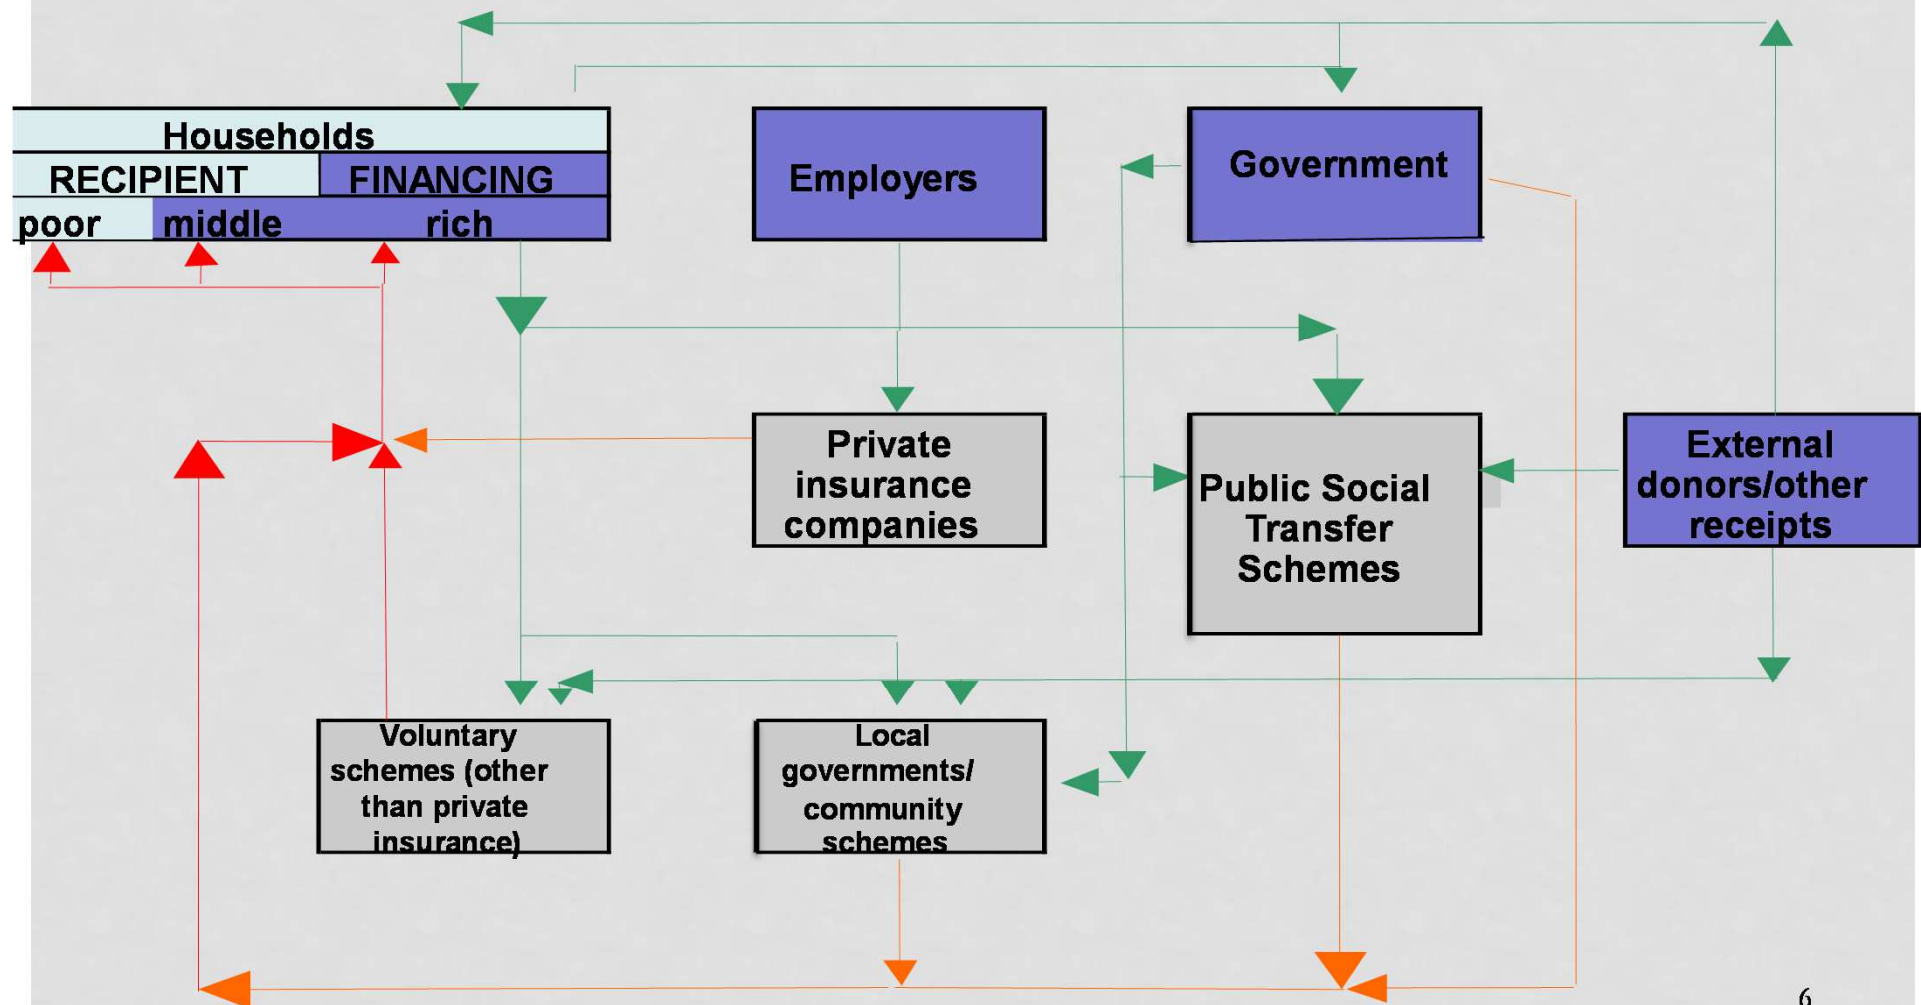 Households
RECIPIENT FINANCING
poor middle rich
Employers
Government
Private
insurance
companies
Public Social
Transfer
Schemes
External
donors/other
receipts
Voluntary
schemes (other
than private
insurance)
Local
governments/
community
schemes
6